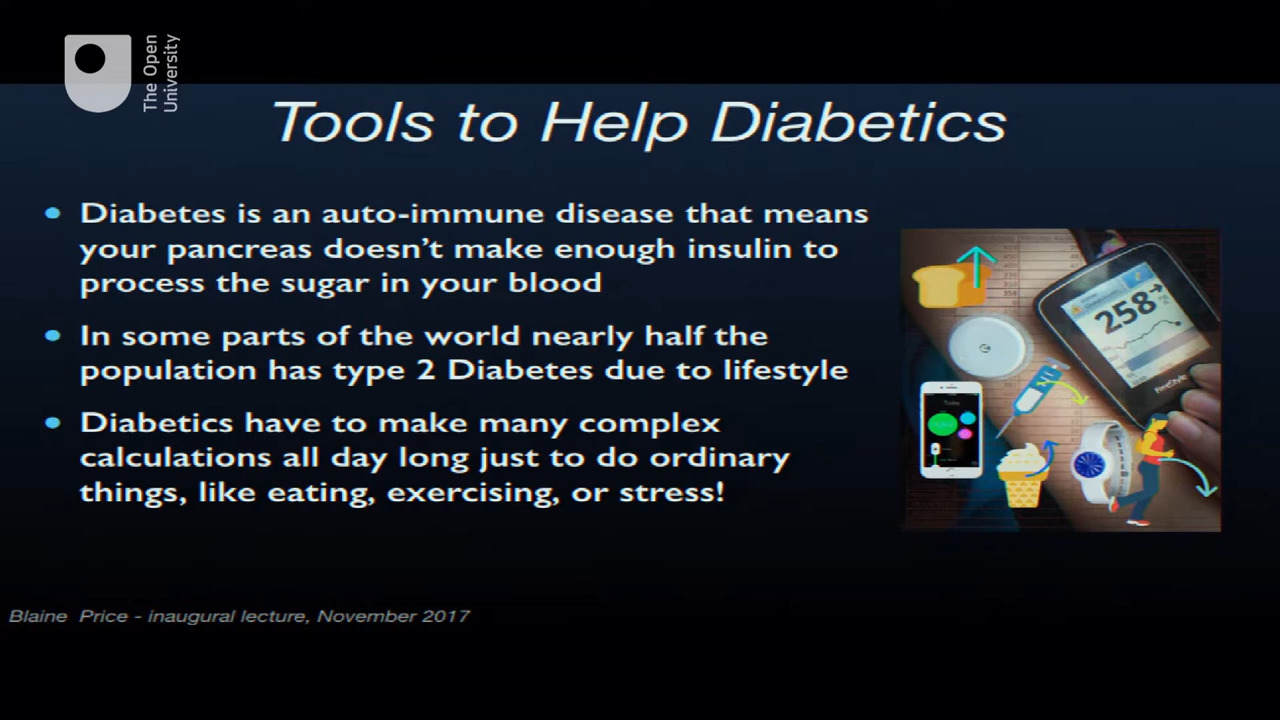 The Open
University
Tools to Help Diabetics
Diabetes is an auto-immune disease that means
your pancreas doesn’t make enough insulin to
process the sugar in your blood
In some parts of the world nearly half the
population has type 2 Diabetes due to lifestyle
Diabetics have to make many complex
calculations all day long just to do ordinary
things, like eating, exercising, or stress!
258
FreeStyle
Blaine Price - inaugural lecture, November 2017